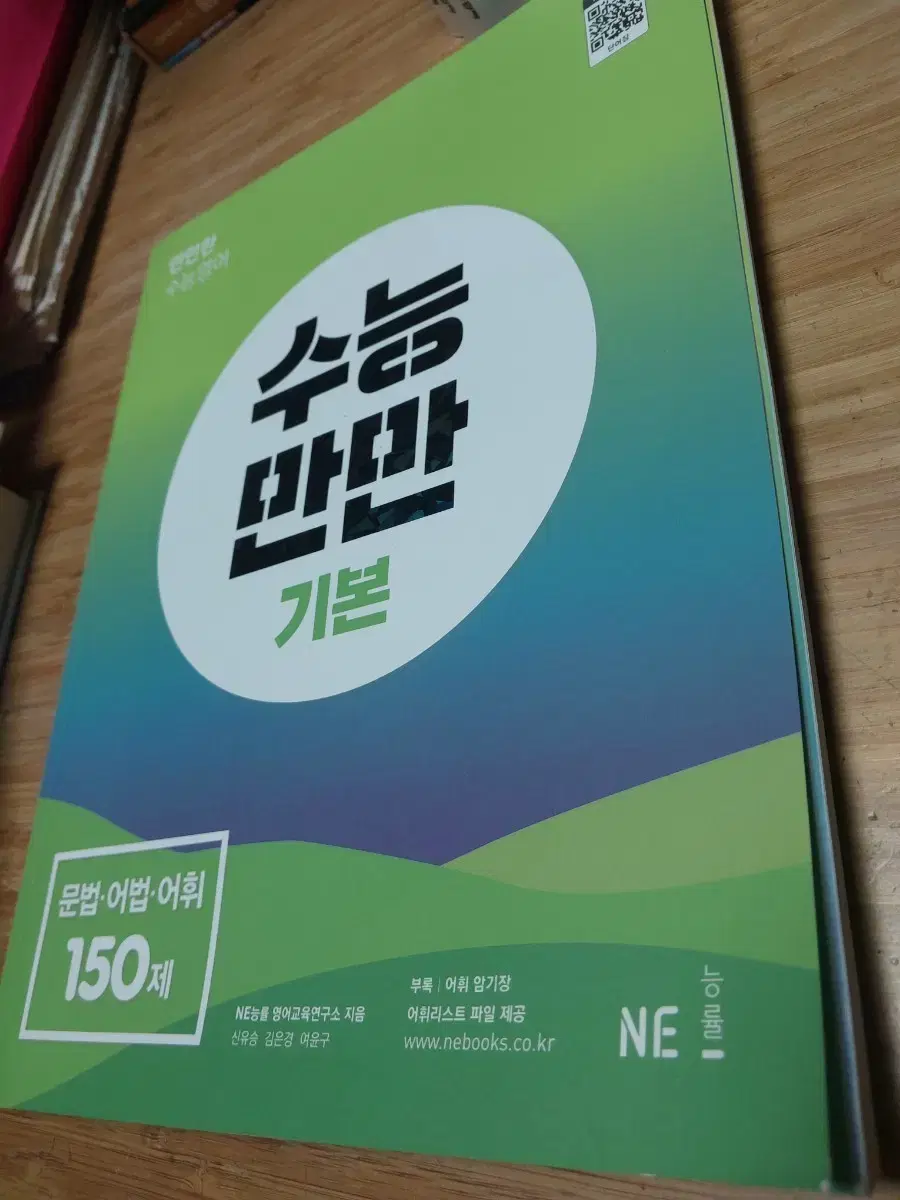 만만한
수능영어
수능
만만
기본
문법·어법·어휘
150제
NE능률 영어교육연구소 지음
신유승 김은경 여윤구
부록 | 어휘 암기장
어휘리스트 파일 제공
www.nebooks.co.kr
NE 능률